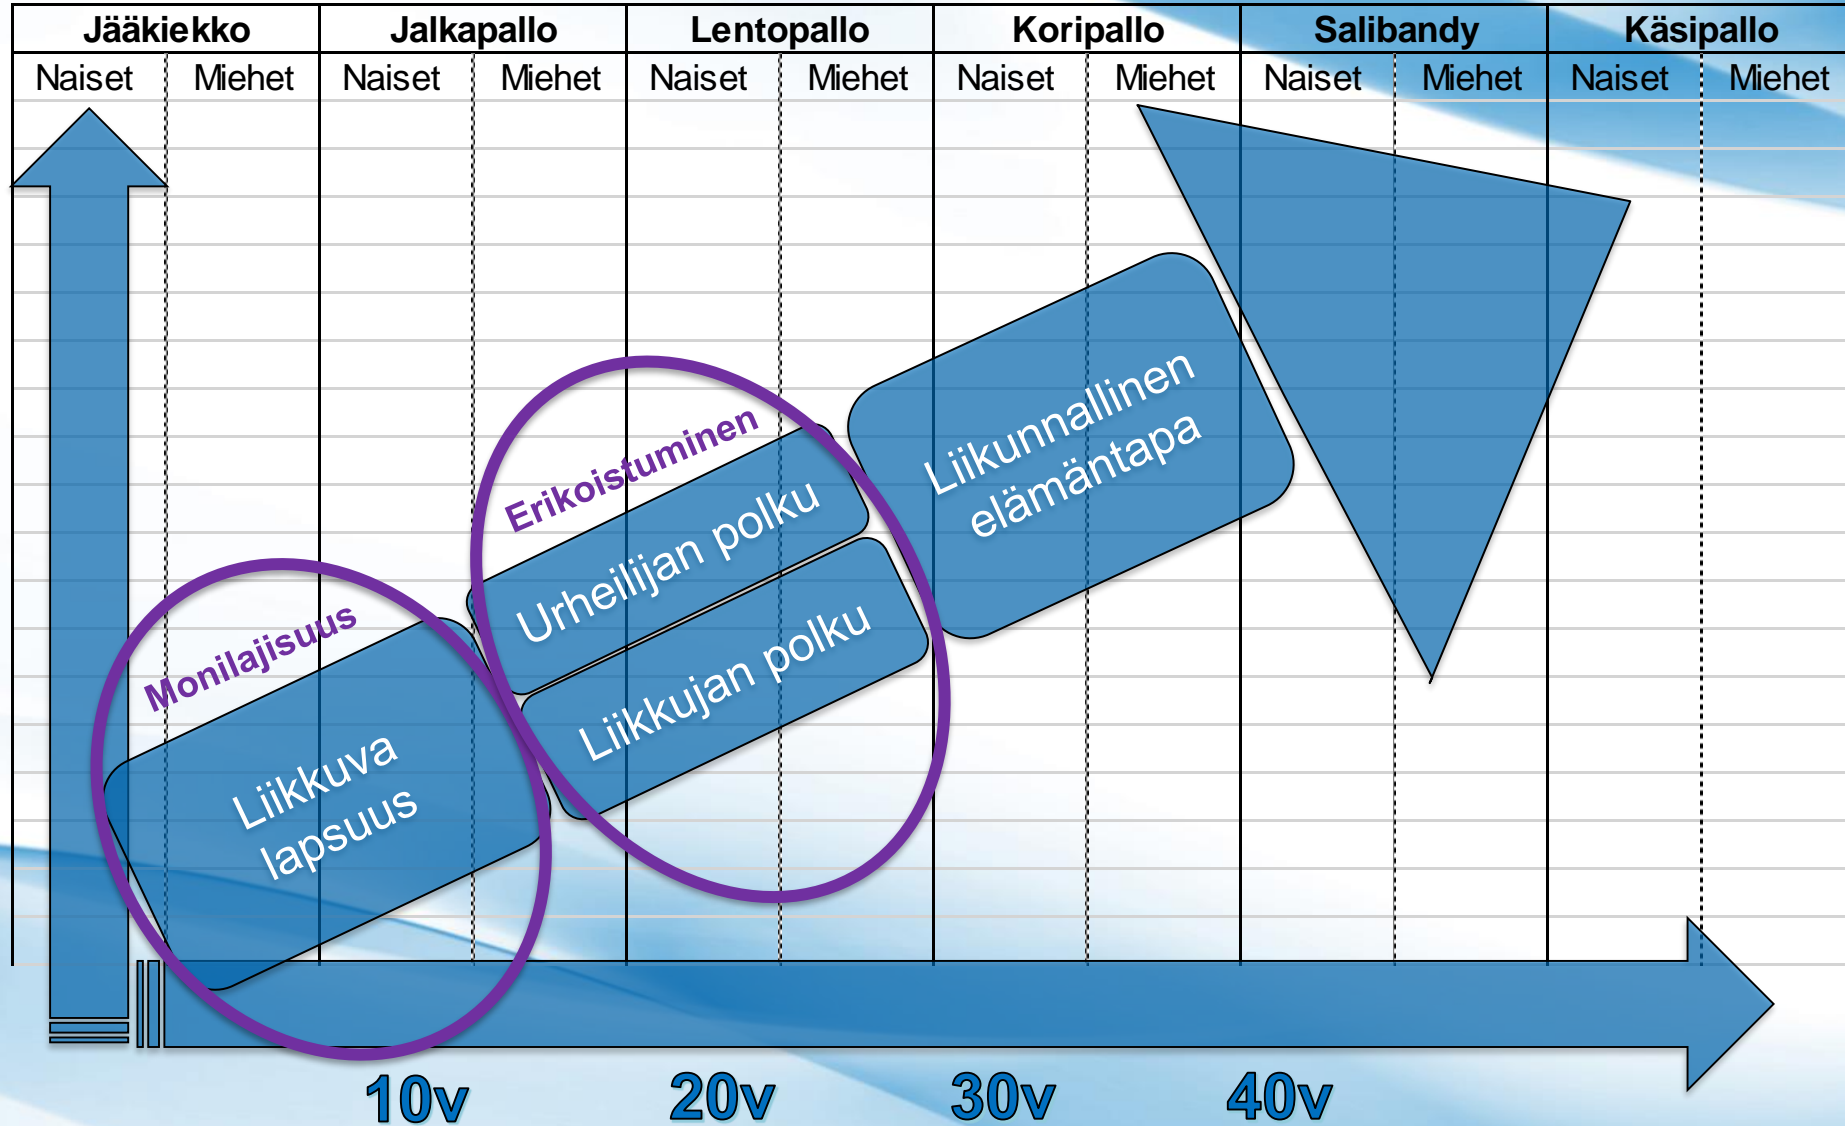 Jääkiekko Jalkapallo Lentopallo Koripallo Salibandy Käsipallo
Naiset Miehet Naiset Miehet Naiset Miehet Naiset Miehet Naiset Miehet Naiset Miehet
Monilajisuus
Liikkuva
lapsuus
Erikoistuminen
Urheilijan polku
Liikkujan polku
Liikunnallinen
elämäntapa
10v 20v 30v 40v